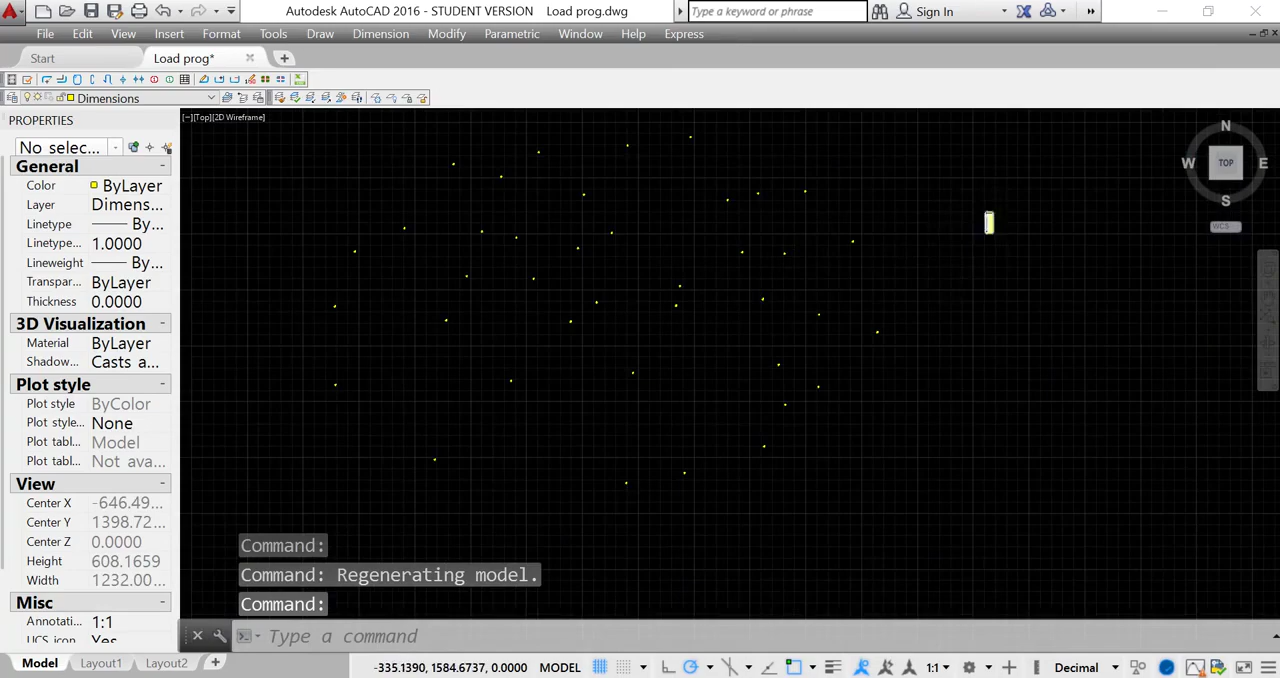 Autodesk AutoCAD 2016 - STUDENT VERSION Load prog.dwg Type a keyword or phrase Sign In
File Edit View Insert Format Tools Draw Dimension Modify Parametric Window Help Express
Start Load prog*
Dimensions
PROPERTIES
[−][Top][2D Wireframe]
No selec...
General
Color ByLayer
Layer Dimens...
Linetype By...
Linetype... 1.0000
Lineweight By...
Transpar... ByLayer
Thickness 0.0000
3D Visualization
Material ByLayer
Shadow... Casts a...
Plot style
Plot style ByColor
Plot style... None
Plot tabl... Model
Plot tabl... Not ava...
View
Center X -646.49...
Center Y 1398.72...
Center Z 0.0000
Height 608.1659
Width 1232.00...
Misc
Annotati... 1:1
UCS icon Yes
N
W TOP E
S
WCS
Command:
Command: Regenerating model.
Command:
Type a command
Model Layout1 Layout2
-335.1390, 1584.6737, 0.0000 MODEL 1:1 Decimal